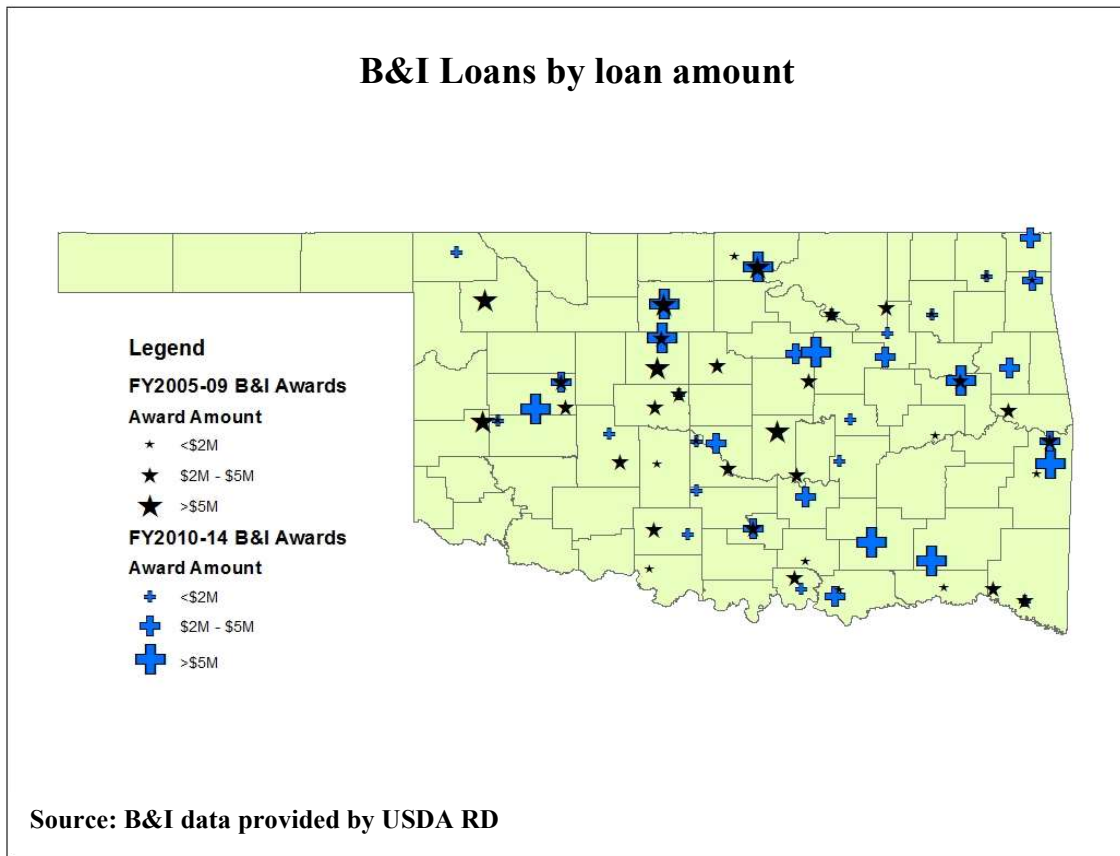 B&I Loans by loan amount
Legend
FY2005-09 B&I Awards
Award Amount
<$2M
$2M - $5M
>$5M
FY2010-14 B&I Awards
Award Amount
<$2M
$2M - $5M
>$5M
Source: B&I data provided by USDA RD